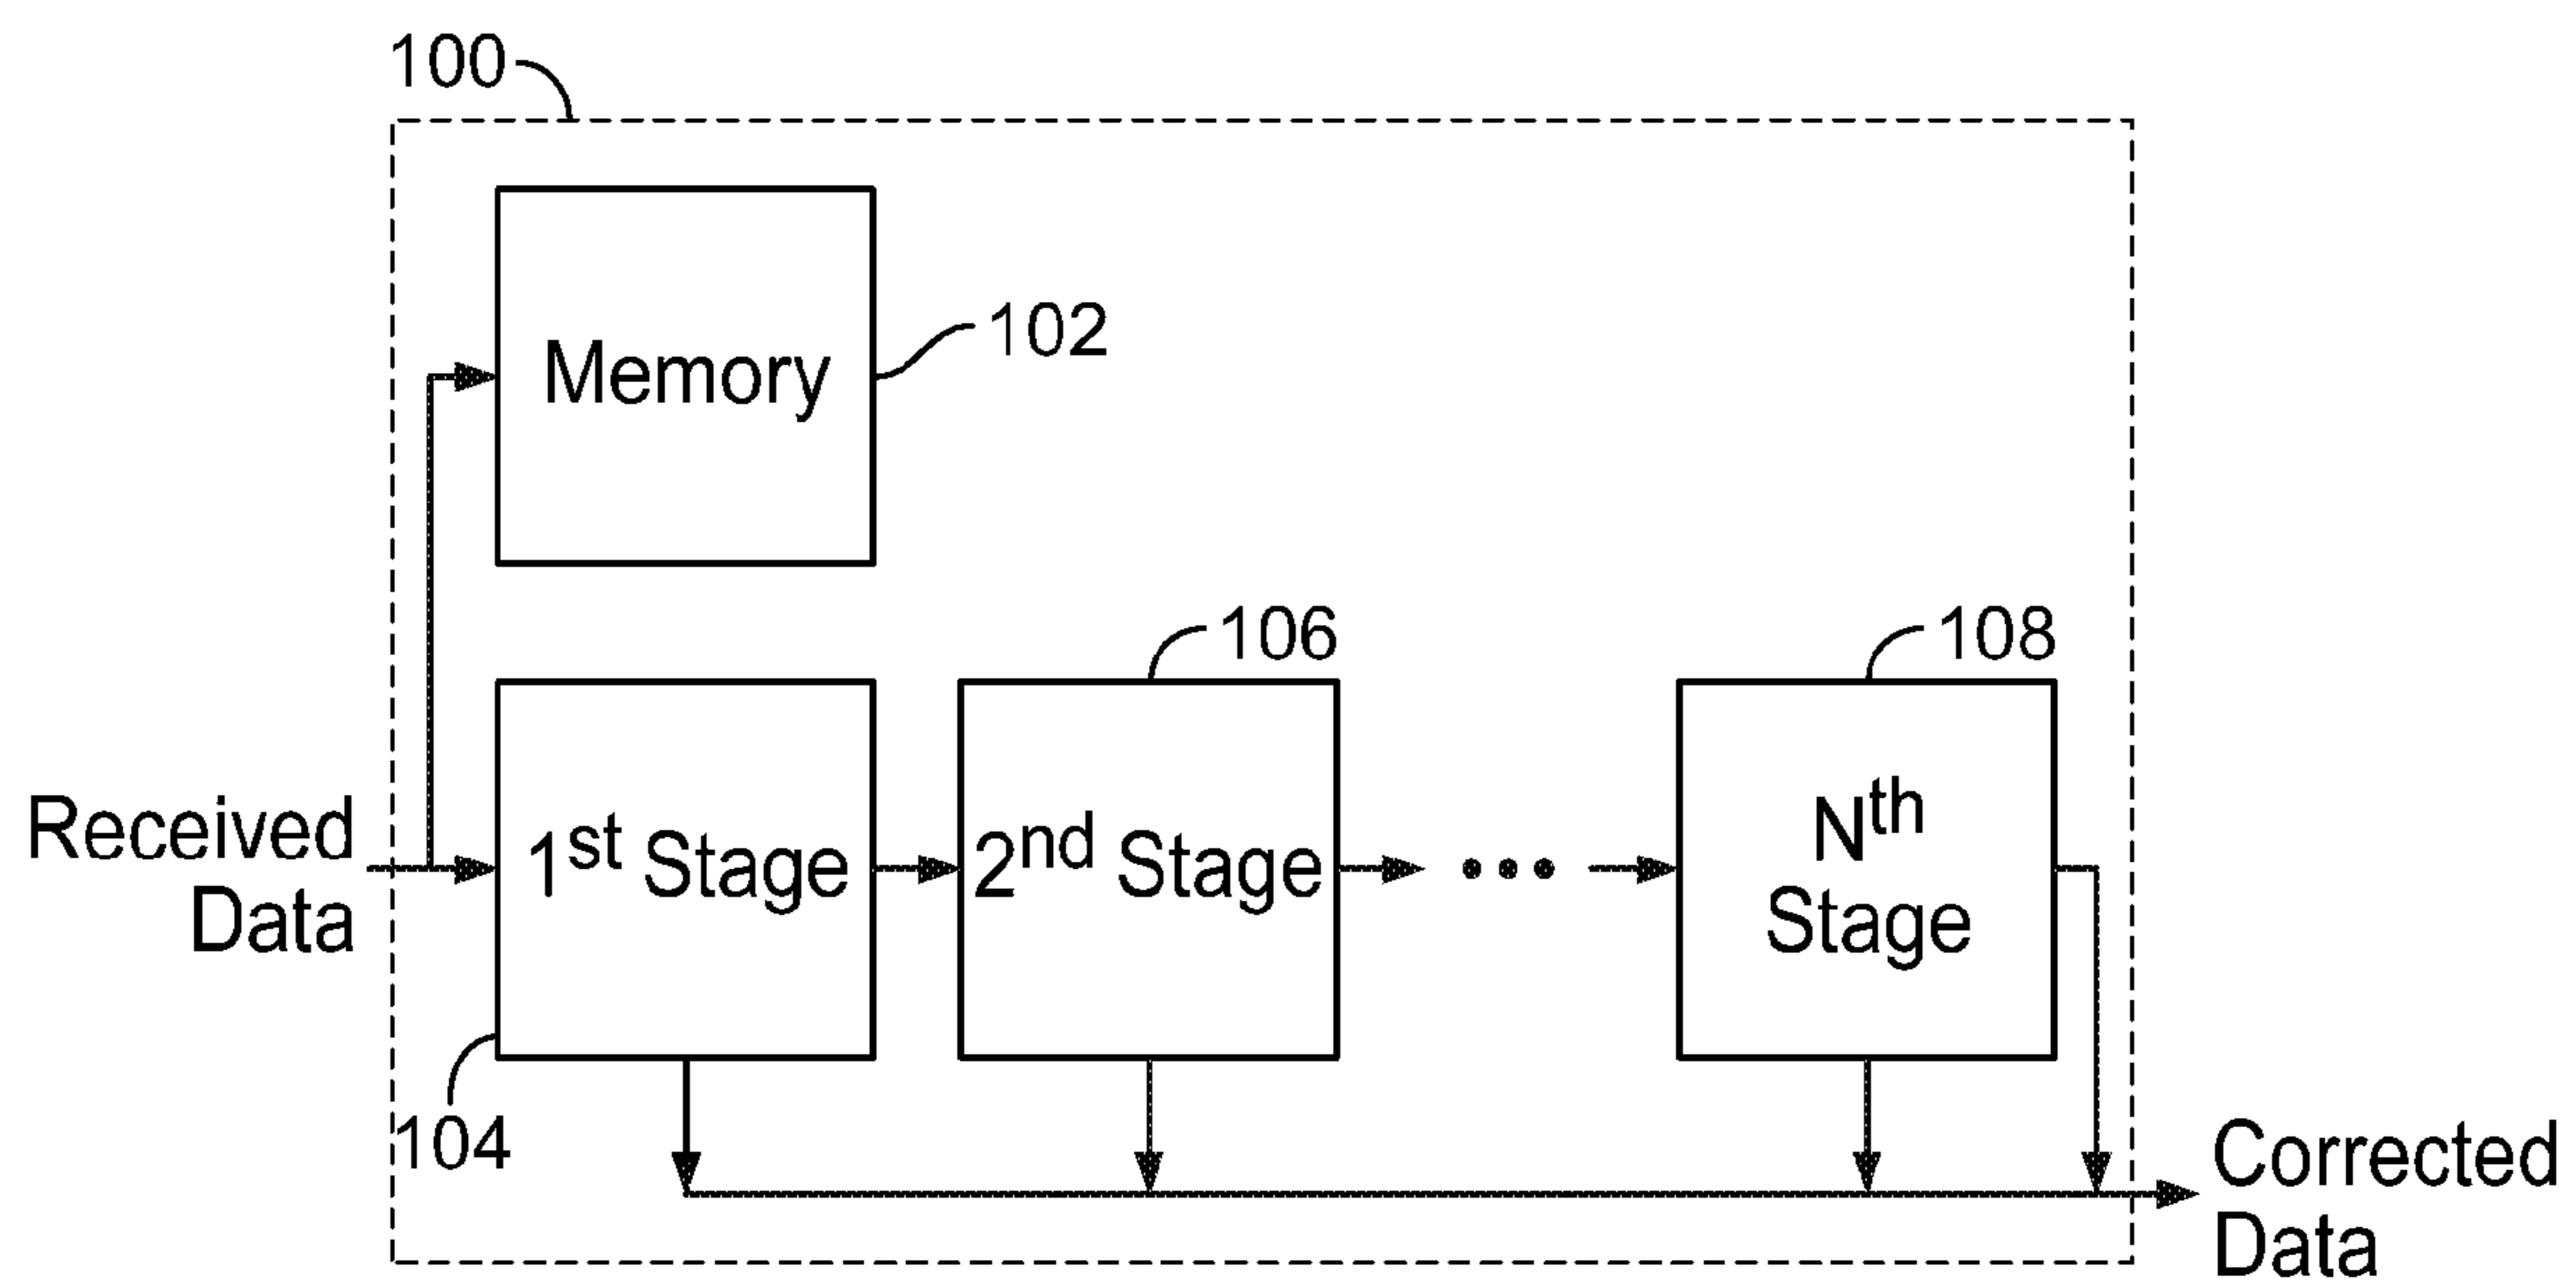 100
Memory
102
106
108
Received
Data
1st Stage
2nd Stage
Nth
Stage
104
Corrected
Data